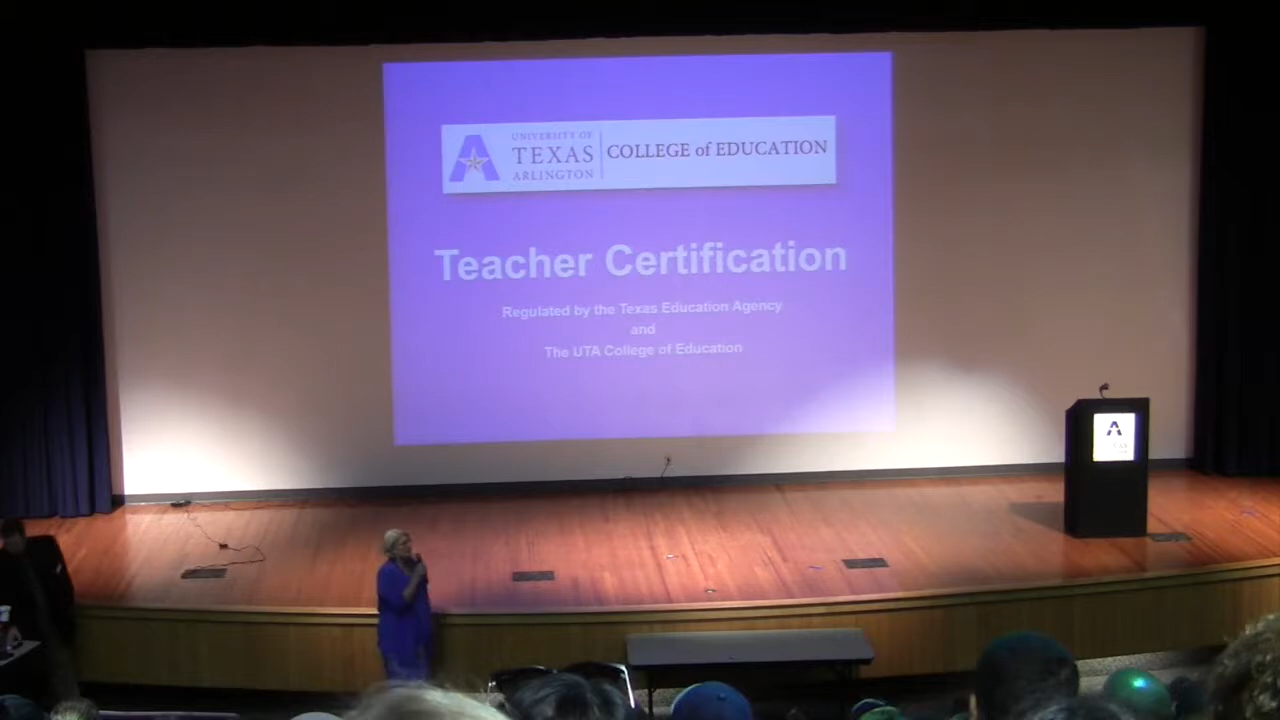 UNIVERSITY OF
TEXAS
ARLINGTON
COLLEGE of EDUCATION
Teacher Certification
Regulated by the Texas Education Agency
and
The UTA College of Education